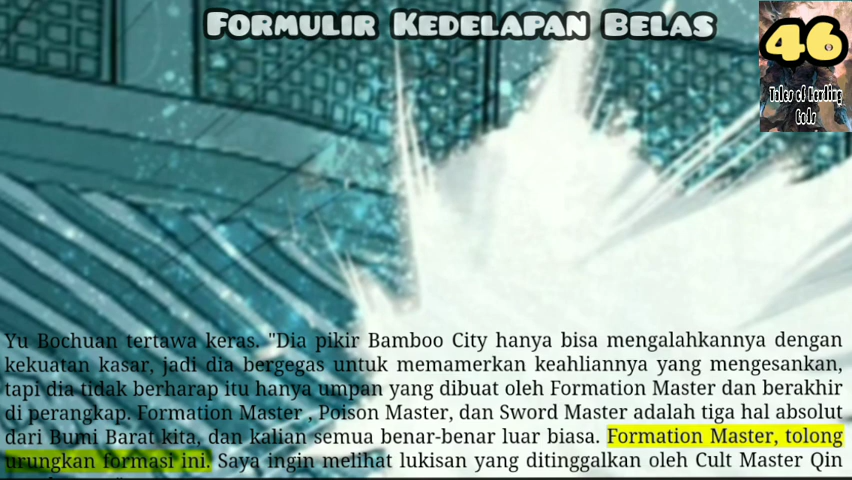 FORMULIR KEDELAPAN BELAS
46
Tales of Herding
Gods
Yu Bochuan tertawa keras. "Dia pikir Bamboo City hanya bisa mengalahkannya dengan
kekuatan kasar, jadi dia bergegas untuk memamerkan keahliannya yang mengesankan,
tapi dia tidak berharap itu hanya umpan yang dibuat oleh Formation Master dan berakhir
di perangkap. Formation Master , Poison Master, dan Sword Master adalah tiga hal absolut
dari Bumi Barat kita, dan kalian semua benar-benar luar biasa. Formation Master, tolong
urungkan formasi ini. Saya ingin melihat lukisan yang ditinggalkan oleh Cult Master Qin